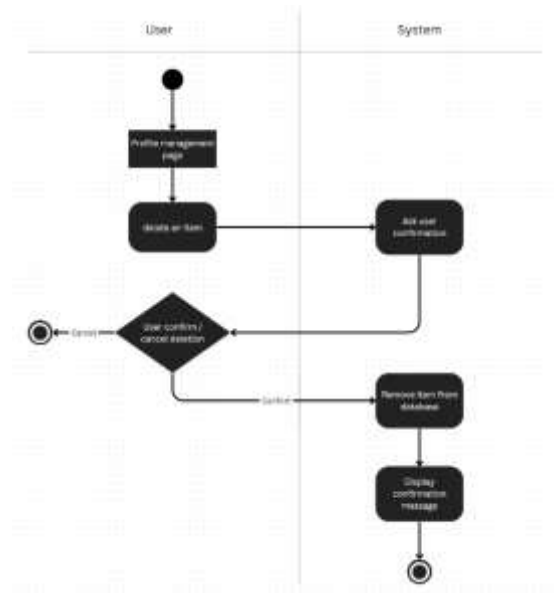 User
System
Profile management
page
delete an item
Ask user
confirmation
User confirm /
cancel deletion
Cancel
Confirm
Remove item from
database
Display
confirmation
message